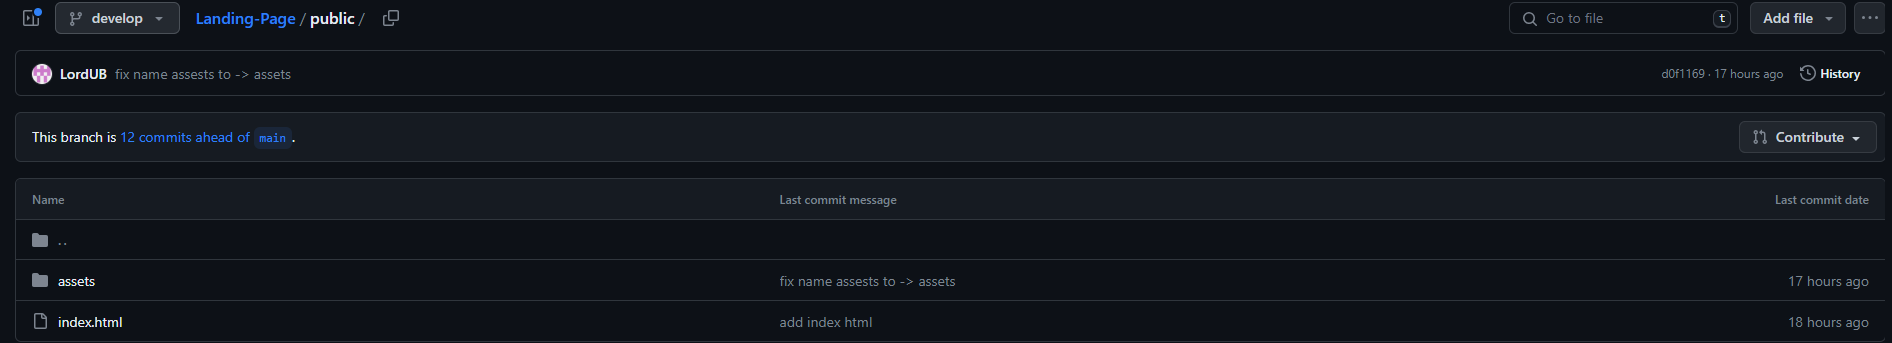 develop
Landing-Page / public /
Go to file
t
Add file
LordUB fix name assests to -> assets
d0f1169 · 17 hours ago
History
This branch is 12 commits ahead of main.
Contribute
Name Last commit message Last commit date
..
assets fix name assests to -> assets 17 hours ago
index.html add index html 18 hours ago